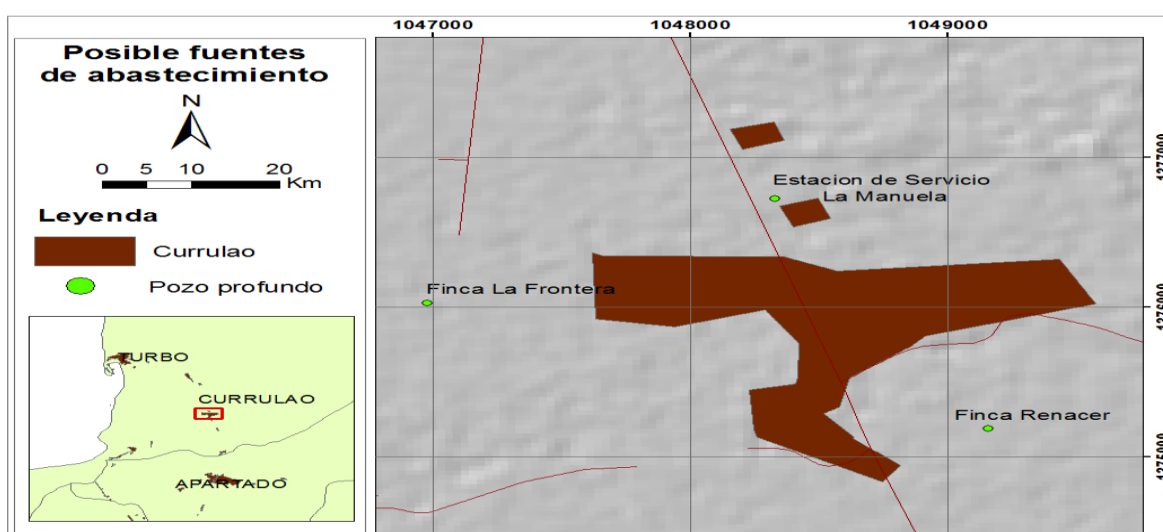 Posible fuentes
de abastecimiento
N
0 5 10 20
Km
Leyenda
Currulao
Pozo profundo
TURBO
CURRULAO
APARTADO
1047000 1048000 1049000
Estacion de Servicio
La Manuela
Finca La Frontera
Finca Renacer